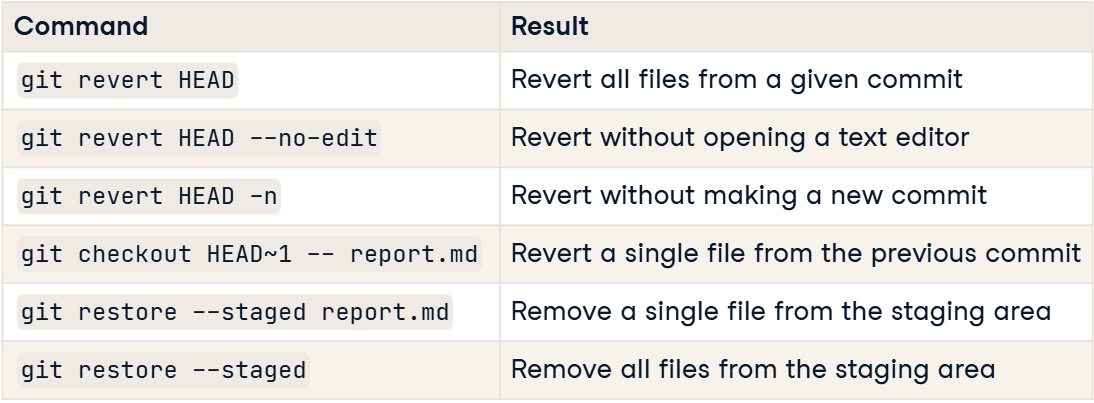 Command Result
git revert HEAD Revert all files from a given commit
git revert HEAD --no-edit Revert without opening a text editor
git revert HEAD -n Revert without making a new commit
git checkout HEAD~1 -- report.md Revert a single file from the previous commit
git restore --staged report.md Remove a single file from the staging area
git restore --staged Remove all files from the staging area